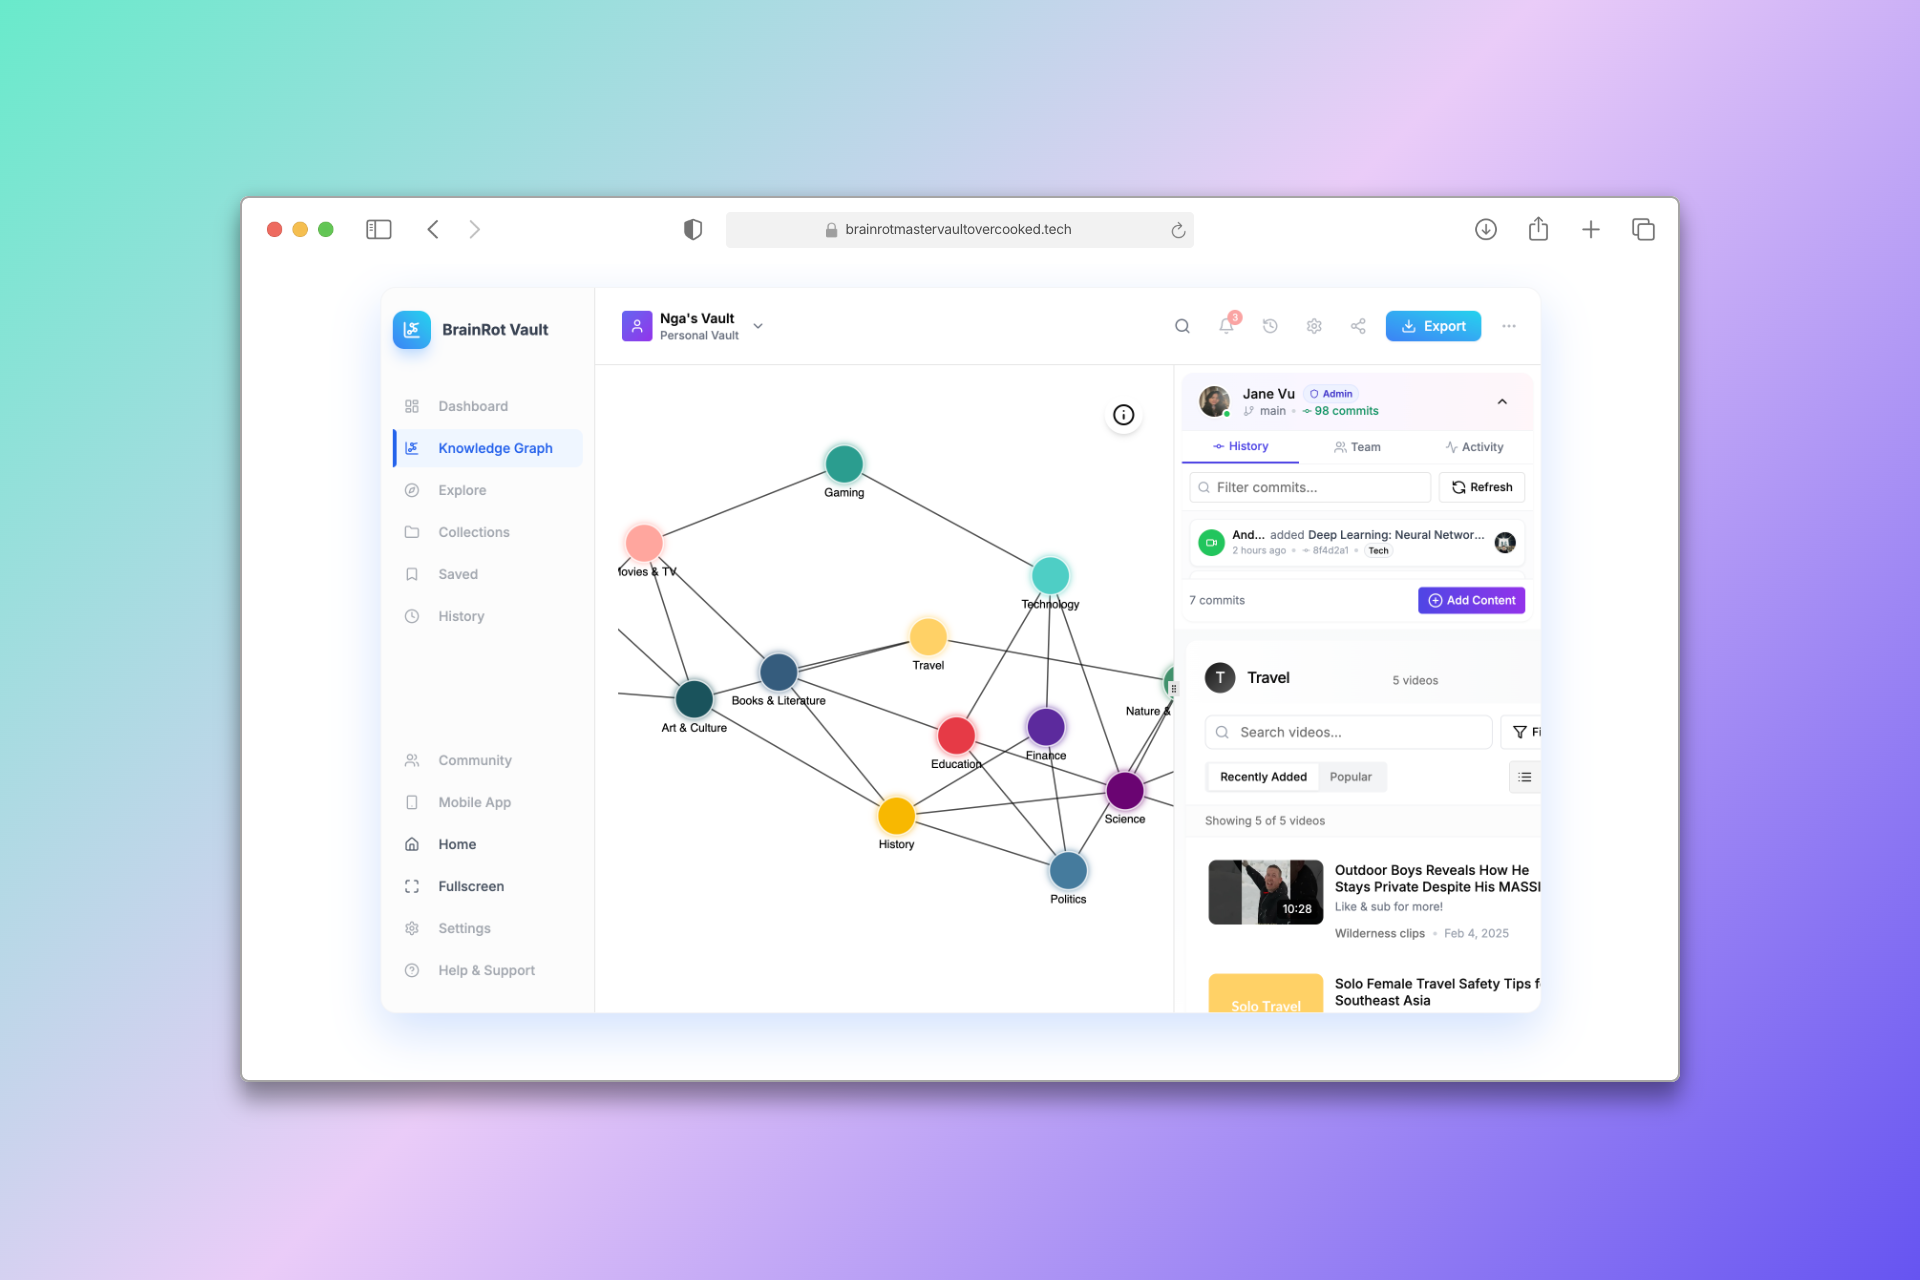 brainrotmastervaultovercooked.tech
BrainRot Vault
Dashboard
Knowledge Graph
Explore
Collections
Saved
History
Community
Mobile App
Home
Fullscreen
Settings
Help & Support
Nga's Vault
Personal Vault
3
Export
Gaming
ovies & TV
Technology
Travel
Books & Literature
Art & Culture
Nature &
Education
Finance
Science
History
Politics
Jane Vu
Admin
main • 98 commits
History
Team
Activity
Filter commits...
Refresh
And... added Deep Learning: Neural Networ...
2 hours ago • 8f4d2a1 • Tech
7 commits
Add Content
T
Travel
5 videos
Search videos...
Fi
Recently Added
Popular
Showing 5 of 5 videos
10:28
Outdoor Boys Reveals How He
Stays Private Despite His MASSI
Like & sub for more!
Wilderness clips • Feb 4, 2025
Solo Travel
Solo Female Travel Safety Tips f
Southeast Asia